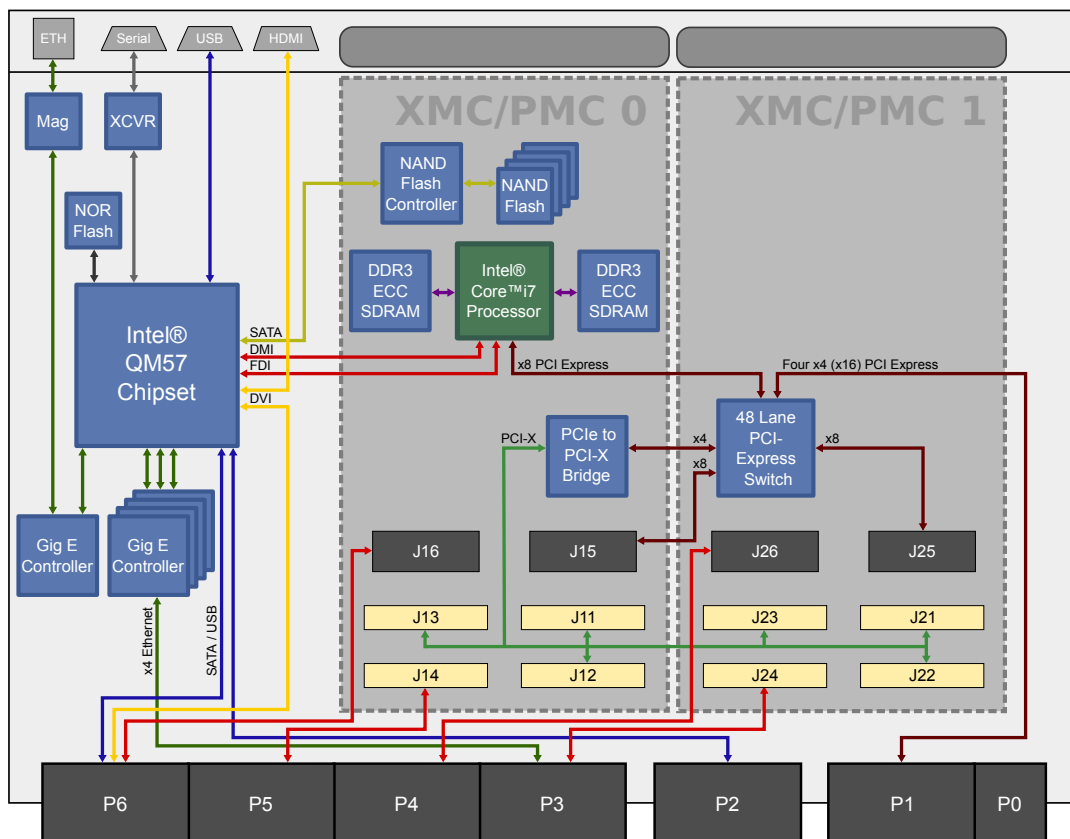 ETH
Serial
USB
HDMI
XMC/PMC 0
XMC/PMC 1
Mag
XCVR
NAND
Flash
Controller
NAND
Flash
NOR
Flash
DDR3
ECC
SDRAM
Intel®
Core™i7
Processor
DDR3
ECC
SDRAM
Intel®
QM57
Chipset
SATA
DMI
FDI
DVI
x8 PCI Express
Four x4 (x16) PCI Express
PCI-X
PCIe to
PCI-X
Bridge
x4
x8
48 Lane
PCI-
Express
Switch
x8
Gig E
Controller
Gig E
Controller
J16
J15
J26
J25
J13
J11
J23
J21
J14
J12
J24
J22
x4 Ethernet
SATA / USB
P6
P5
P4
P3
P2
P1
P0